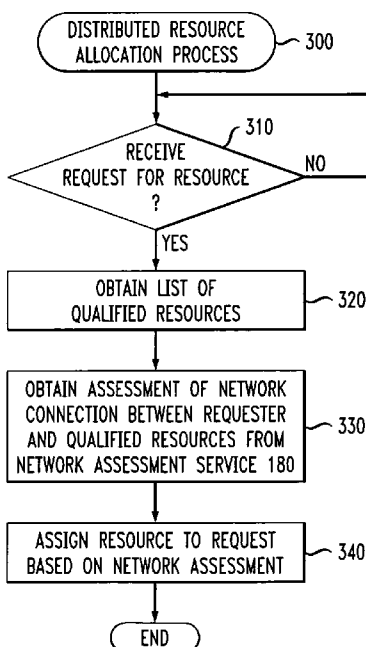 DISTRIBUTED RESOURCE
ALLOCATION PROCESS
300
310
RECEIVE
REQUEST FOR RESOURCE
?
NO
YES
OBTAIN LIST OF
QUALIFIED RESOURCES
320
OBTAIN ASSESSMENT OF NETWORK
CONNECTION BETWEEN REQUESTER
AND QUALIFIED RESOURCES FROM
NETWORK ASSESSMENT SERVICE 180
330
ASSIGN RESOURCE TO REQUEST
BASED ON NETWORK ASSESSMENT
340
END